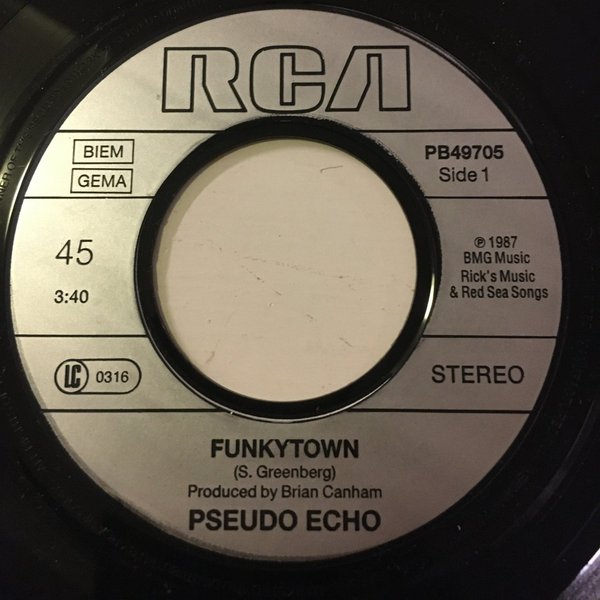 RCA
BIEM
GEMA
PB49705
Side 1
45
3:40
℗ 1987
BMG Music
Rick's Music
& Red Sea Songs
LC 0316
STEREO
FUNKYTOWN
(S. Greenberg)
Produced by Brian Canham
PSEUDO ECHO